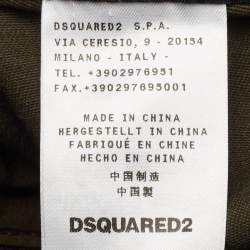 DSQUARED2 S.P.A.
VIA CERESIO, 9 - 20154
MILANO - ITALY -
TEL. +3902976951
FAX.+390297695001
MADE IN CHINA
HERGESTELLT IN CHINA
FABRIQUÉ EN CHINE
HECHO EN CHINA
中国制造
中國製
DSQUARED2